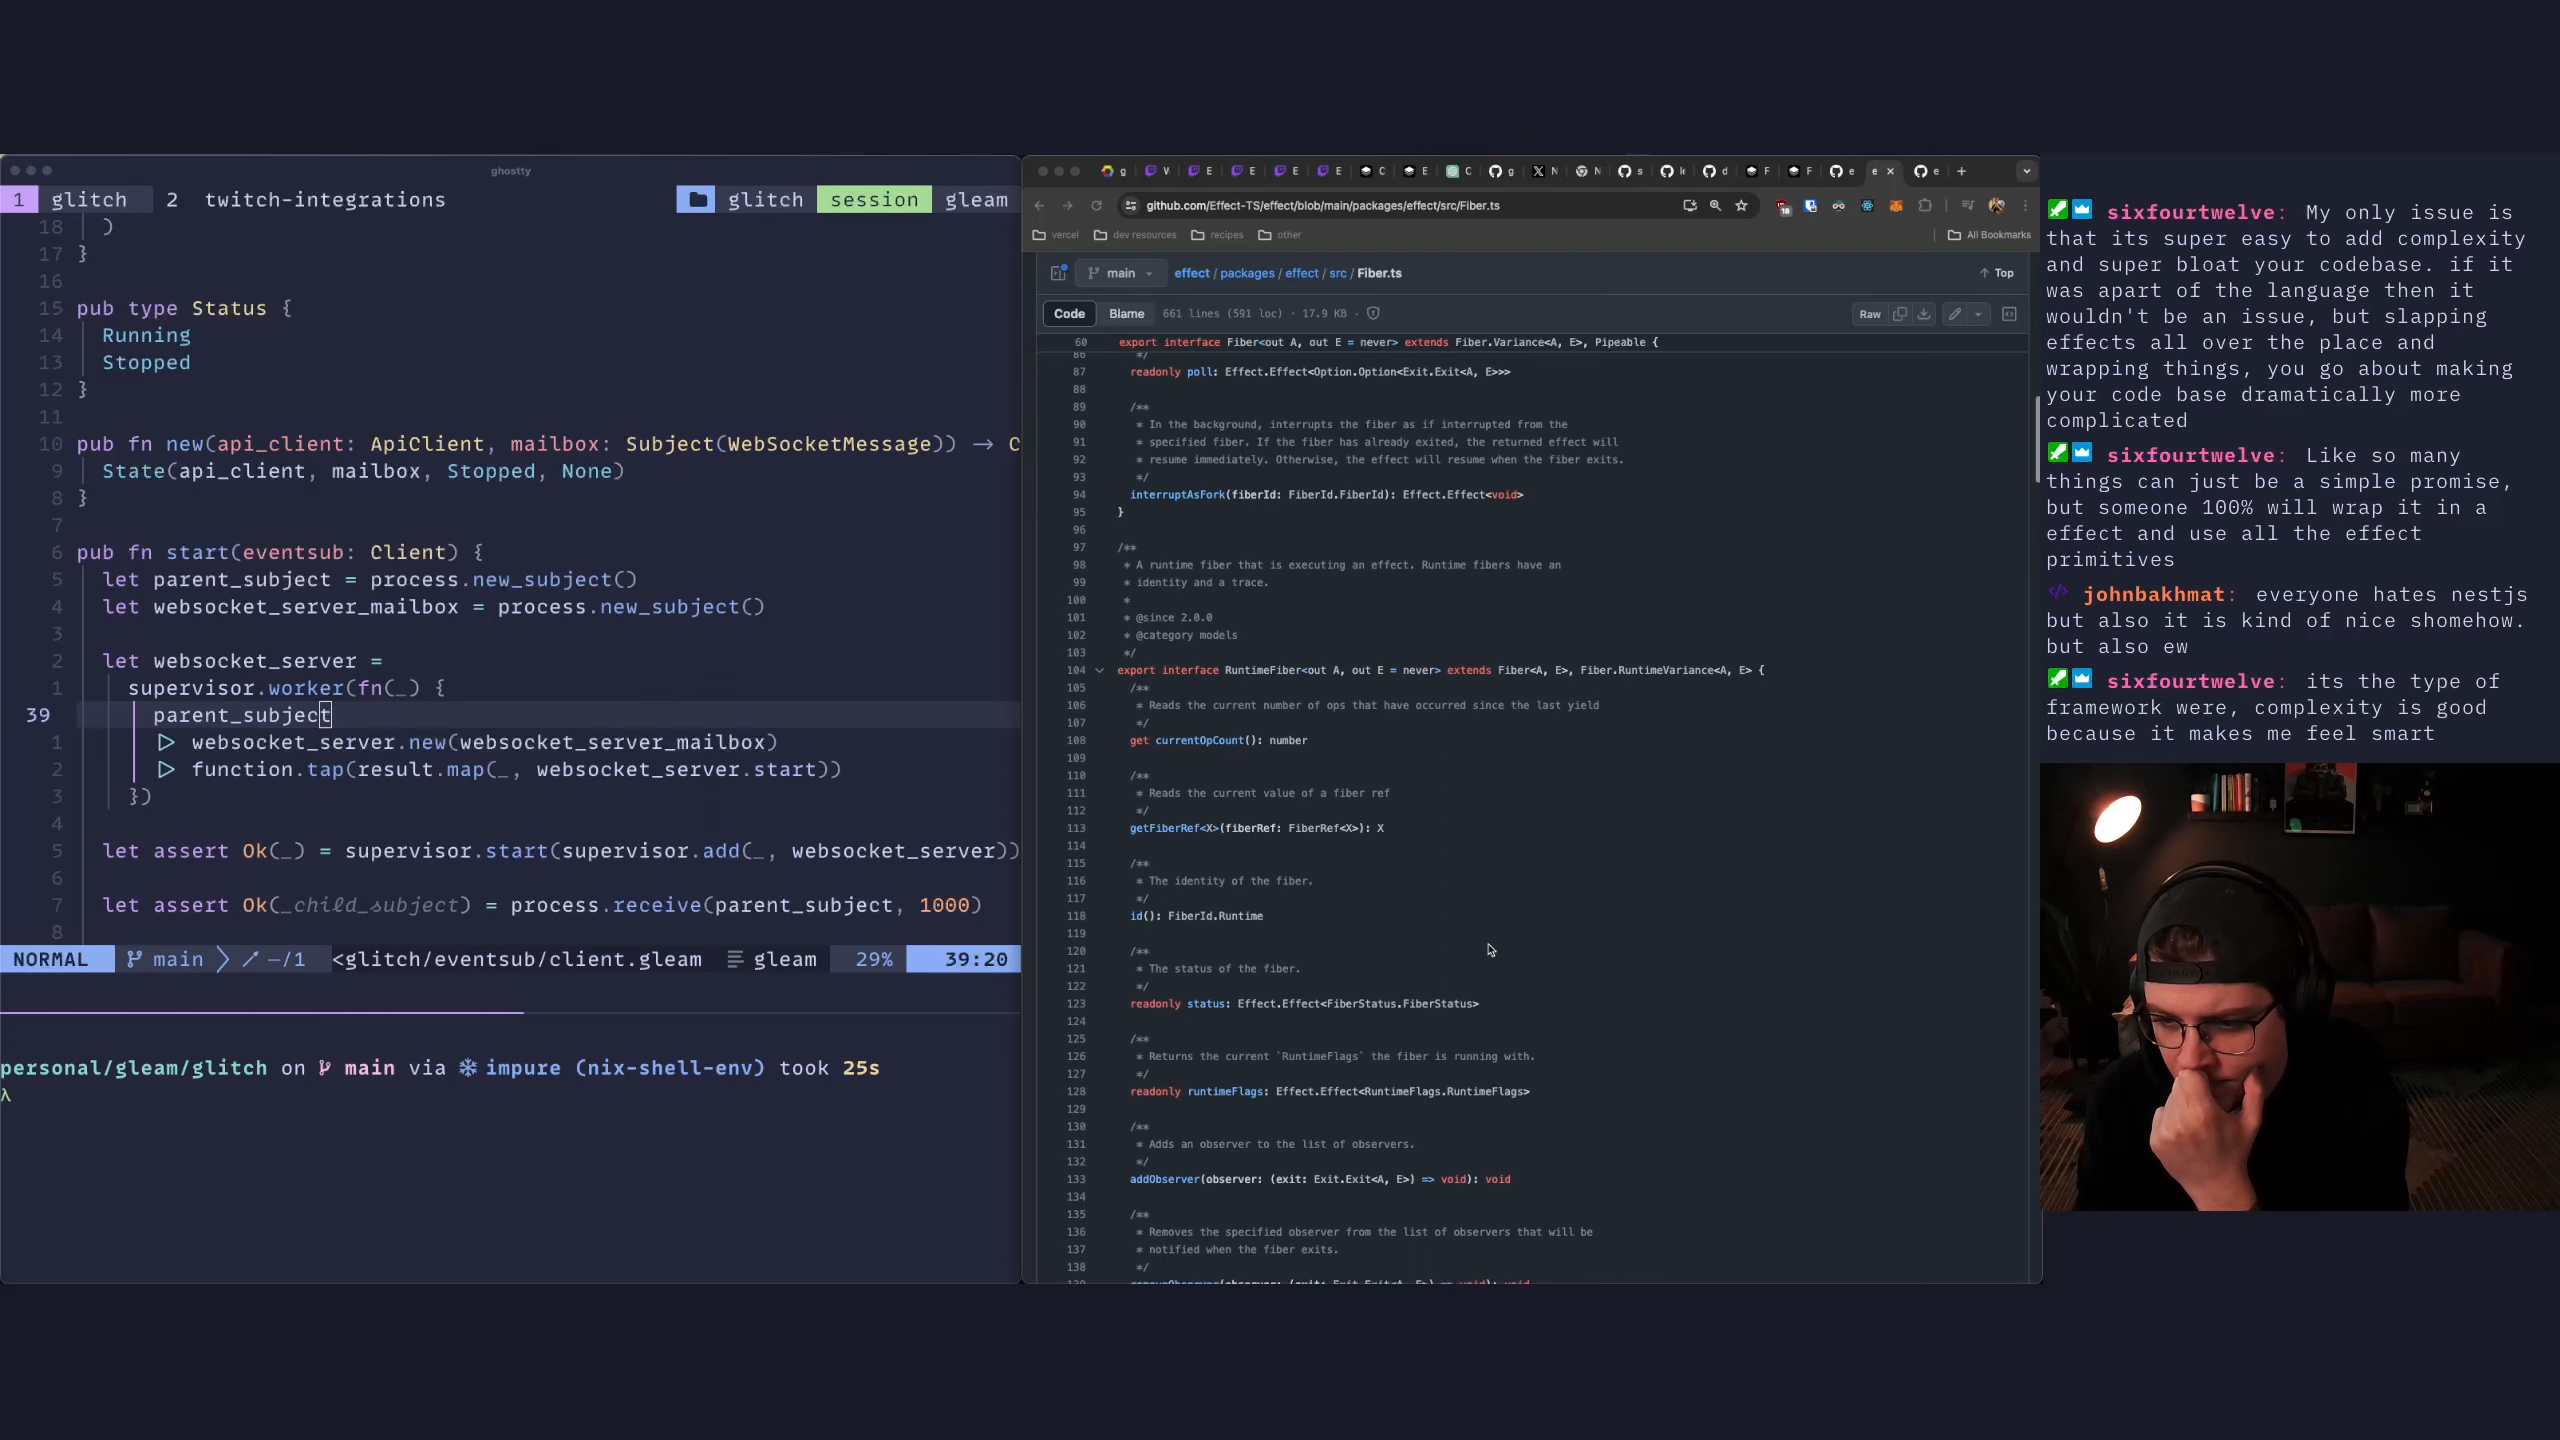 ghostty
1 glitch 2 twitch-integrations glitch session gleam
18 )
17 }
16
15 pub type Status {
14 Running
13 Stopped
12 }
11
10 pub fn new(api_client: ApiClient, mailbox: Subject(WebSocketMessage)) -> C
9 State(api_client, mailbox, Stopped, None)
8 }
7
6 pub fn start(eventsub: Client) {
5 let parent_subject = process.new_subject()
4 let websocket_server_mailbox = process.new_subject()
3
2 let websocket_server =
1 supervisor.worker(fn(_) {
39 parent_subject
1 |> websocket_server.new(websocket_server_mailbox)
2 |> function.tap(result.map(_, websocket_server.start))
3 })
4
5 let assert Ok(_) = supervisor.start(supervisor.add(_, websocket_server))
6
7 let assert Ok(_child_subject) = process.receive(parent_subject, 1000)
8
NORMAL main -/1 <glitch/eventsub/client.gleam gleam 29% 39:20
personal/gleam/glitch on main via impure (nix-shell-env) took 25s
λ
github.com/Effect-TS/effect/blob/main/packages/effect/src/Fiber.ts
vercel dev resources recipes other All Bookmarks
main effect / packages / effect / src / Fiber.ts Top
Code Blame 661 lines (591 loc) · 17.9 KB Raw
60 export interface Fiber<out A, out E = never> extends Fiber.Variance<A, E>, Pipeable {
86 */
87 readonly poll: Effect.Effect<Option.Option<Exit.Exit<A, E>>>
88
89 /**
90 * In the background, interrupts the fiber as if interrupted from the
91 * specified fiber. If the fiber has already exited, the returned effect will
92 * resume immediately. Otherwise, the effect will resume when the fiber exits.
93 */
94 interruptAsFork(fiberId: FiberId.FiberId): Effect.Effect<void>
95 }
96
97 /**
98 * A runtime fiber that is executing an effect. Runtime fibers have an
99 * identity and a trace.
100 *
101 * @since 2.0.0
102 * @category models
103 */
104 export interface RuntimeFiber<out A, out E = never> extends Fiber<A, E>, Fiber.RuntimeVariance<A, E> {
105 /**
106 * Reads the current number of ops that have occurred since the last yield
107 */
108 get currentOpCount(): number
109
110 /**
111 * Reads the current value of a fiber ref
112 */
113 getFiberRef<X>(fiberRef: FiberRef<X>): X
114
115 /**
116 * The identity of the fiber.
117 */
118 id(): FiberId.Runtime
119
120 /**
121 * The status of the fiber.
122 */
123 readonly status: Effect.Effect<FiberStatus.FiberStatus>
124
125 /**
126 * Returns the current `RuntimeFlags` the fiber is running with.
127 */
128 readonly runtimeFlags: Effect.Effect<RuntimeFlags.RuntimeFlags>
129
130 /**
131 * Adds an observer to the list of observers.
132 */
133 addObserver(observer: (exit: Exit.Exit<A, E>) => void): void
134
135 /**
136 * Removes the specified observer from the list of observers that will be
137 * notified when the fiber exits.
138 */
139 removeObserver(observer: (exit: Exit.Exit<A, E>) => void): void
sixfourtwelve: My only issue is
that its super easy to add complexity
and super bloat your codebase. if it
was apart of the language then it
wouldn't be an issue, but slapping
effects all over the place and
wrapping things, you go about making
your code base dramatically more
complicated
sixfourtwelve: Like so many
things can just be a simple promise,
but someone 100% will wrap it in a
effect and use all the effect
primitives
johnbakhmat: everyone hates nestjs
but also it is kind of nice shomehow.
but also ew
sixfourtwelve: its the type of
framework were, complexity is good
because it makes me feel smart